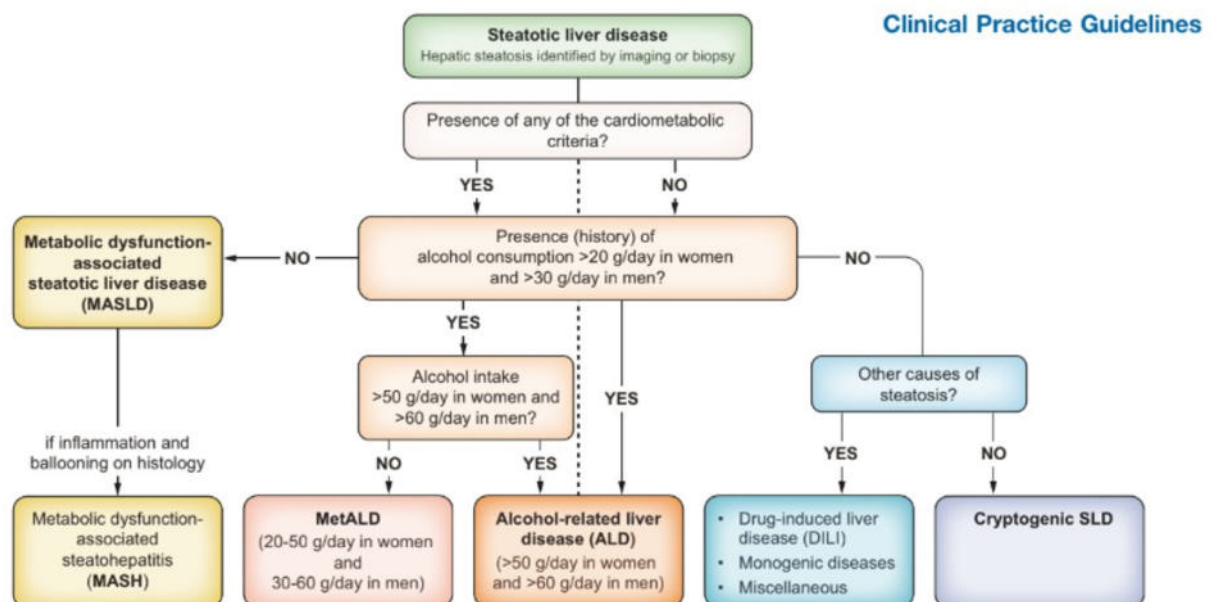 Clinical Practice Guidelines
Steatotic liver disease
Hepatic steatosis identified by imaging or biopsy
Presence of any of the cardiometabolic
criteria?
YES
NO
Metabolic dysfunction-
associated
steatotic liver disease
(MASLD)
NO
Presence (history) of
alcohol consumption >20 g/day in women
and >30 g/day in men?
NO
YES
Alcohol intake
>50 g/day in women and
>60 g/day in men?
YES
Other causes of
steatosis?
if inflammation and
ballooning on histology
NO
YES
YES
NO
Metabolic dysfunction-
associated
steatohepatitis
(MASH)
MetALD
(20-50 g/day in women
and
30-60 g/day in men)
Alcohol-related liver
disease (ALD)
(>50 g/day in women
and >60 g/day in men)
• Drug-induced liver
disease (DILI)
• Monogenic diseases
• Miscellaneous
Cryptogenic SLD